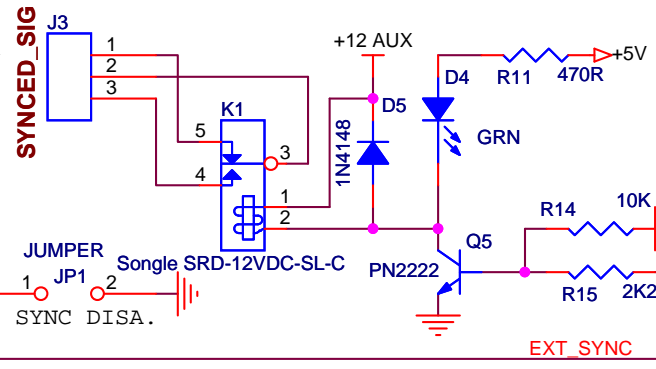 SYNCED_SIG
J3
1
2
3
+12 AUX
+5V
D4
R11
470R
K1
D5
5
4
3
1
2
1N4148
GRN
R14
10K
Q5
PN2222
R15
2K2
JUMPER
JP1
1
2
Songle SRD-12VDC-SL-C
SYNC DISA.
EXT_SYNC